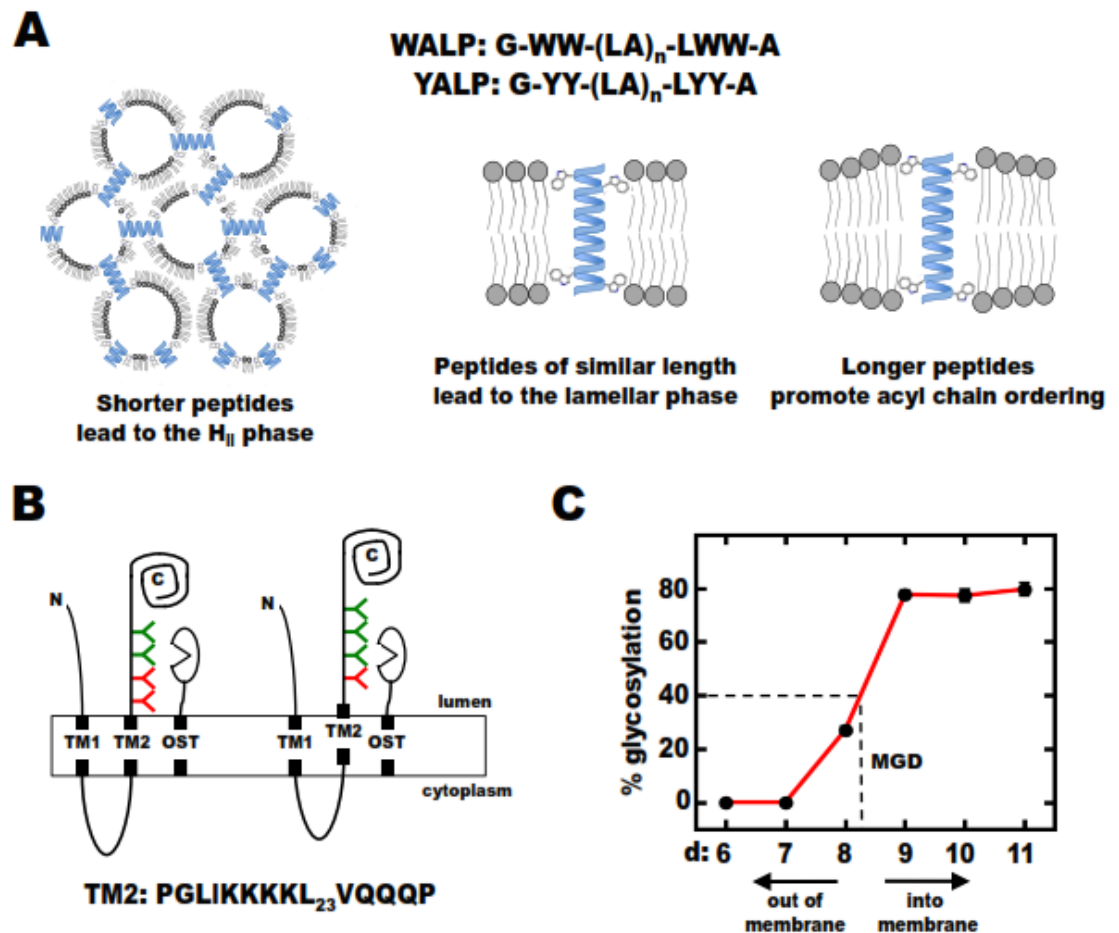 A
WALP: G-WW-(LA)n-LWW-A
YALP: G-YY-(LA)n-LYY-A
Shorter peptides
lead to the HII phase
Peptides of similar length
lead to the lamellar phase
Longer peptides
promote acyl chain ordering
B
N
C
TM1
TM2
OST
N
C
TM1
TM2
OST
lumen
cytoplasm
TM2: PGLIKKKKL23VQQQP
C
% glycosylation
80
60
40
20
0
MGD
d: 6 7 8 9 10 11
out of
membrane
into
membrane